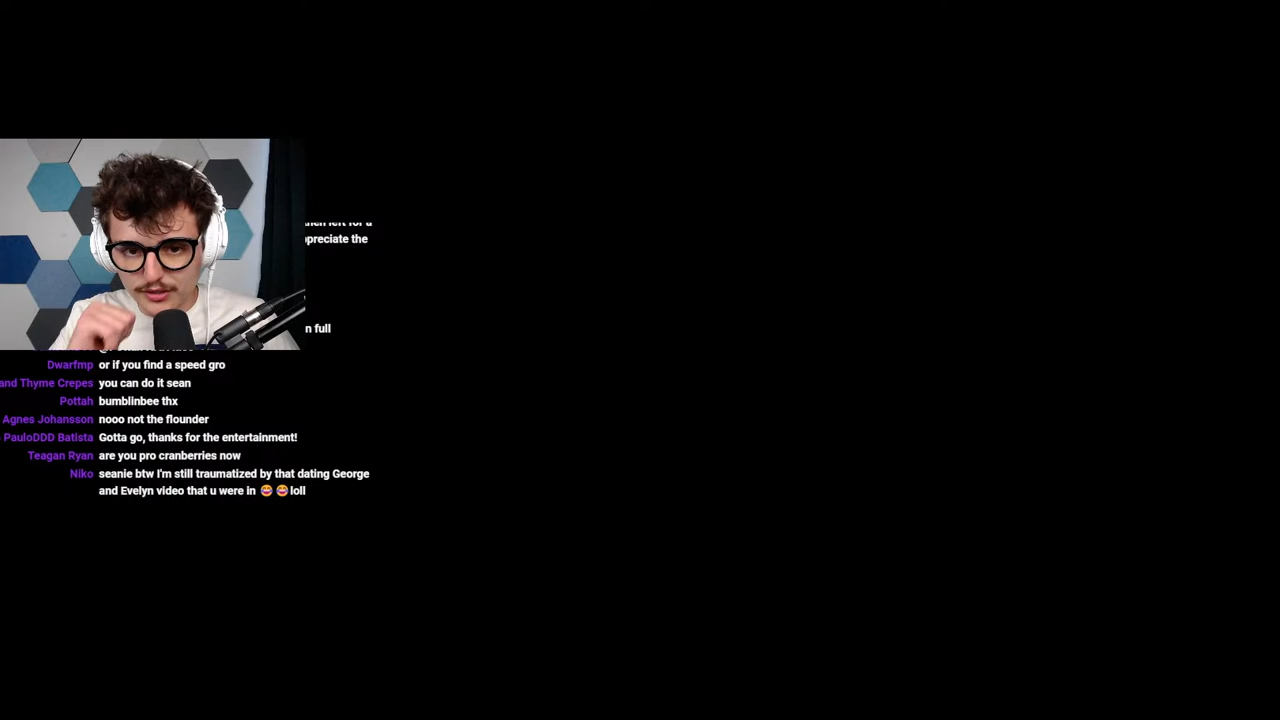 preciate the
n full
Dwarfmp or if you find a speed gro
and Thyme Crepes you can do it sean
Pottah bumblinbee thx
Agnes Johansson nooo not the flounder
PauloDDD Batista Gotta go, thanks for the entertainment!
Teagan Ryan are you pro cranberries now
Niko seanie btw I'm still traumatized by that dating George
and Evelyn video that u were in 😂 😂 loll